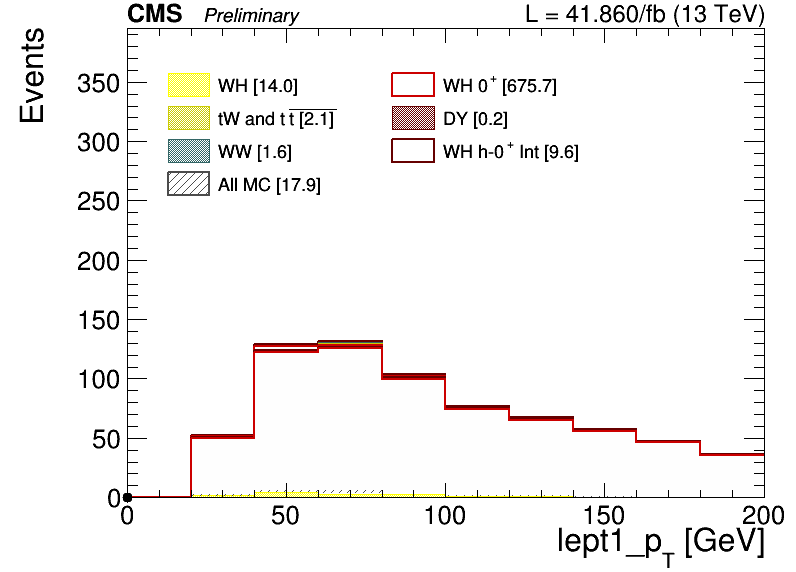 CMS Preliminary L = 41.860/fb (13 TeV)
Events
WH [14.0] WH 0⁺ [675.7]
tW and t t̅ [2.1] DY [0.2]
WW [1.6] WH h-0⁺ Int [9.6]
All MC [17.9]
350
300
250
200
150
100
50
0
0 50 100 150 200
lept1_p_T [GeV]